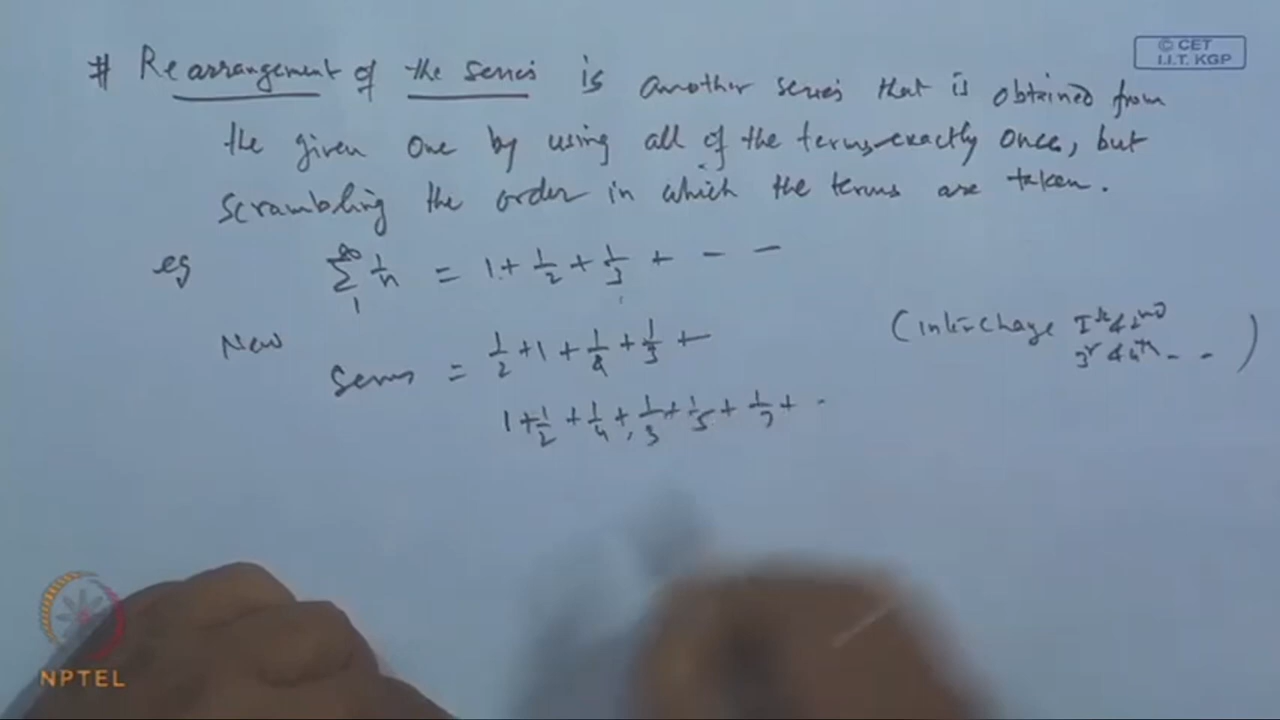 © CET
I.I.T. KGP
# Rearrangement of the series is another series that is obtained from
the given one by using all of the terms exactly once, but
scrambling the order in which the terms are taken.
eg ∑_1^∞ 1/n = 1 + 1/2 + 1/3 + - -
New Series = 1/2 + 1 + 1/4 + 1/3 + (Interchage Ist & 2nd
3r & 4th - - )
1 + 1/2 + 1/4 + 1/3 + 1/5 + 1/7 + -
NPTEL